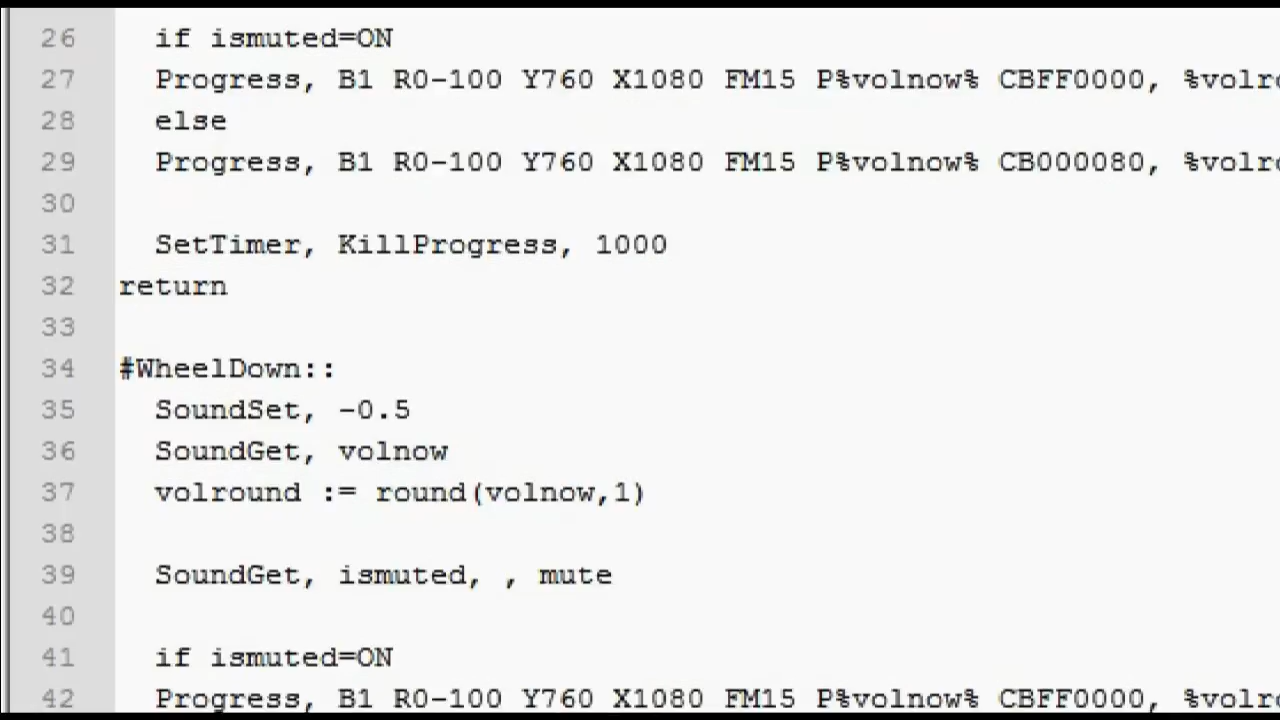 26 if ismuted=ON
27 Progress, B1 R0-100 Y760 X1080 FM15 P%volnow% CBFF0000, %volro
28 else
29 Progress, B1 R0-100 Y760 X1080 FM15 P%volnow% CB000080, %volro
30
31 SetTimer, KillProgress, 1000
32 return
33
34 #WheelDown::
35 SoundSet, -0.5
36 SoundGet, volnow
37 volround := round(volnow,1)
38
39 SoundGet, ismuted, , mute
40
41 if ismuted=ON
42 Progress, B1 R0-100 Y760 X1080 FM15 P%volnow% CBFF0000, %volro